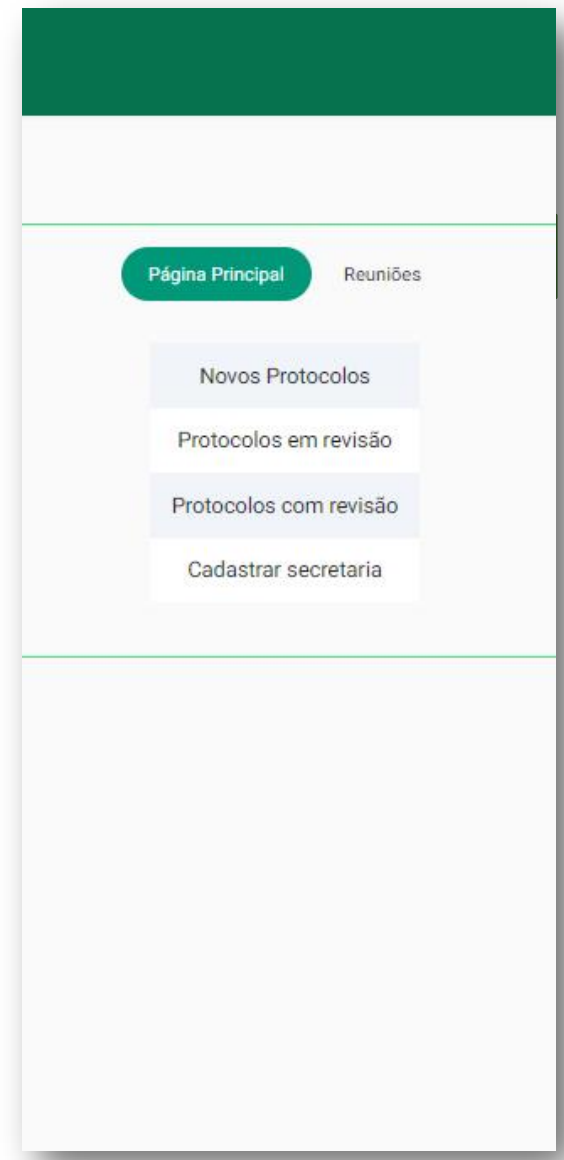 Página Principal Reuniões
Novos Protocolos
Protocolos em revisão
Protocolos com revisão
Cadastrar secretaria